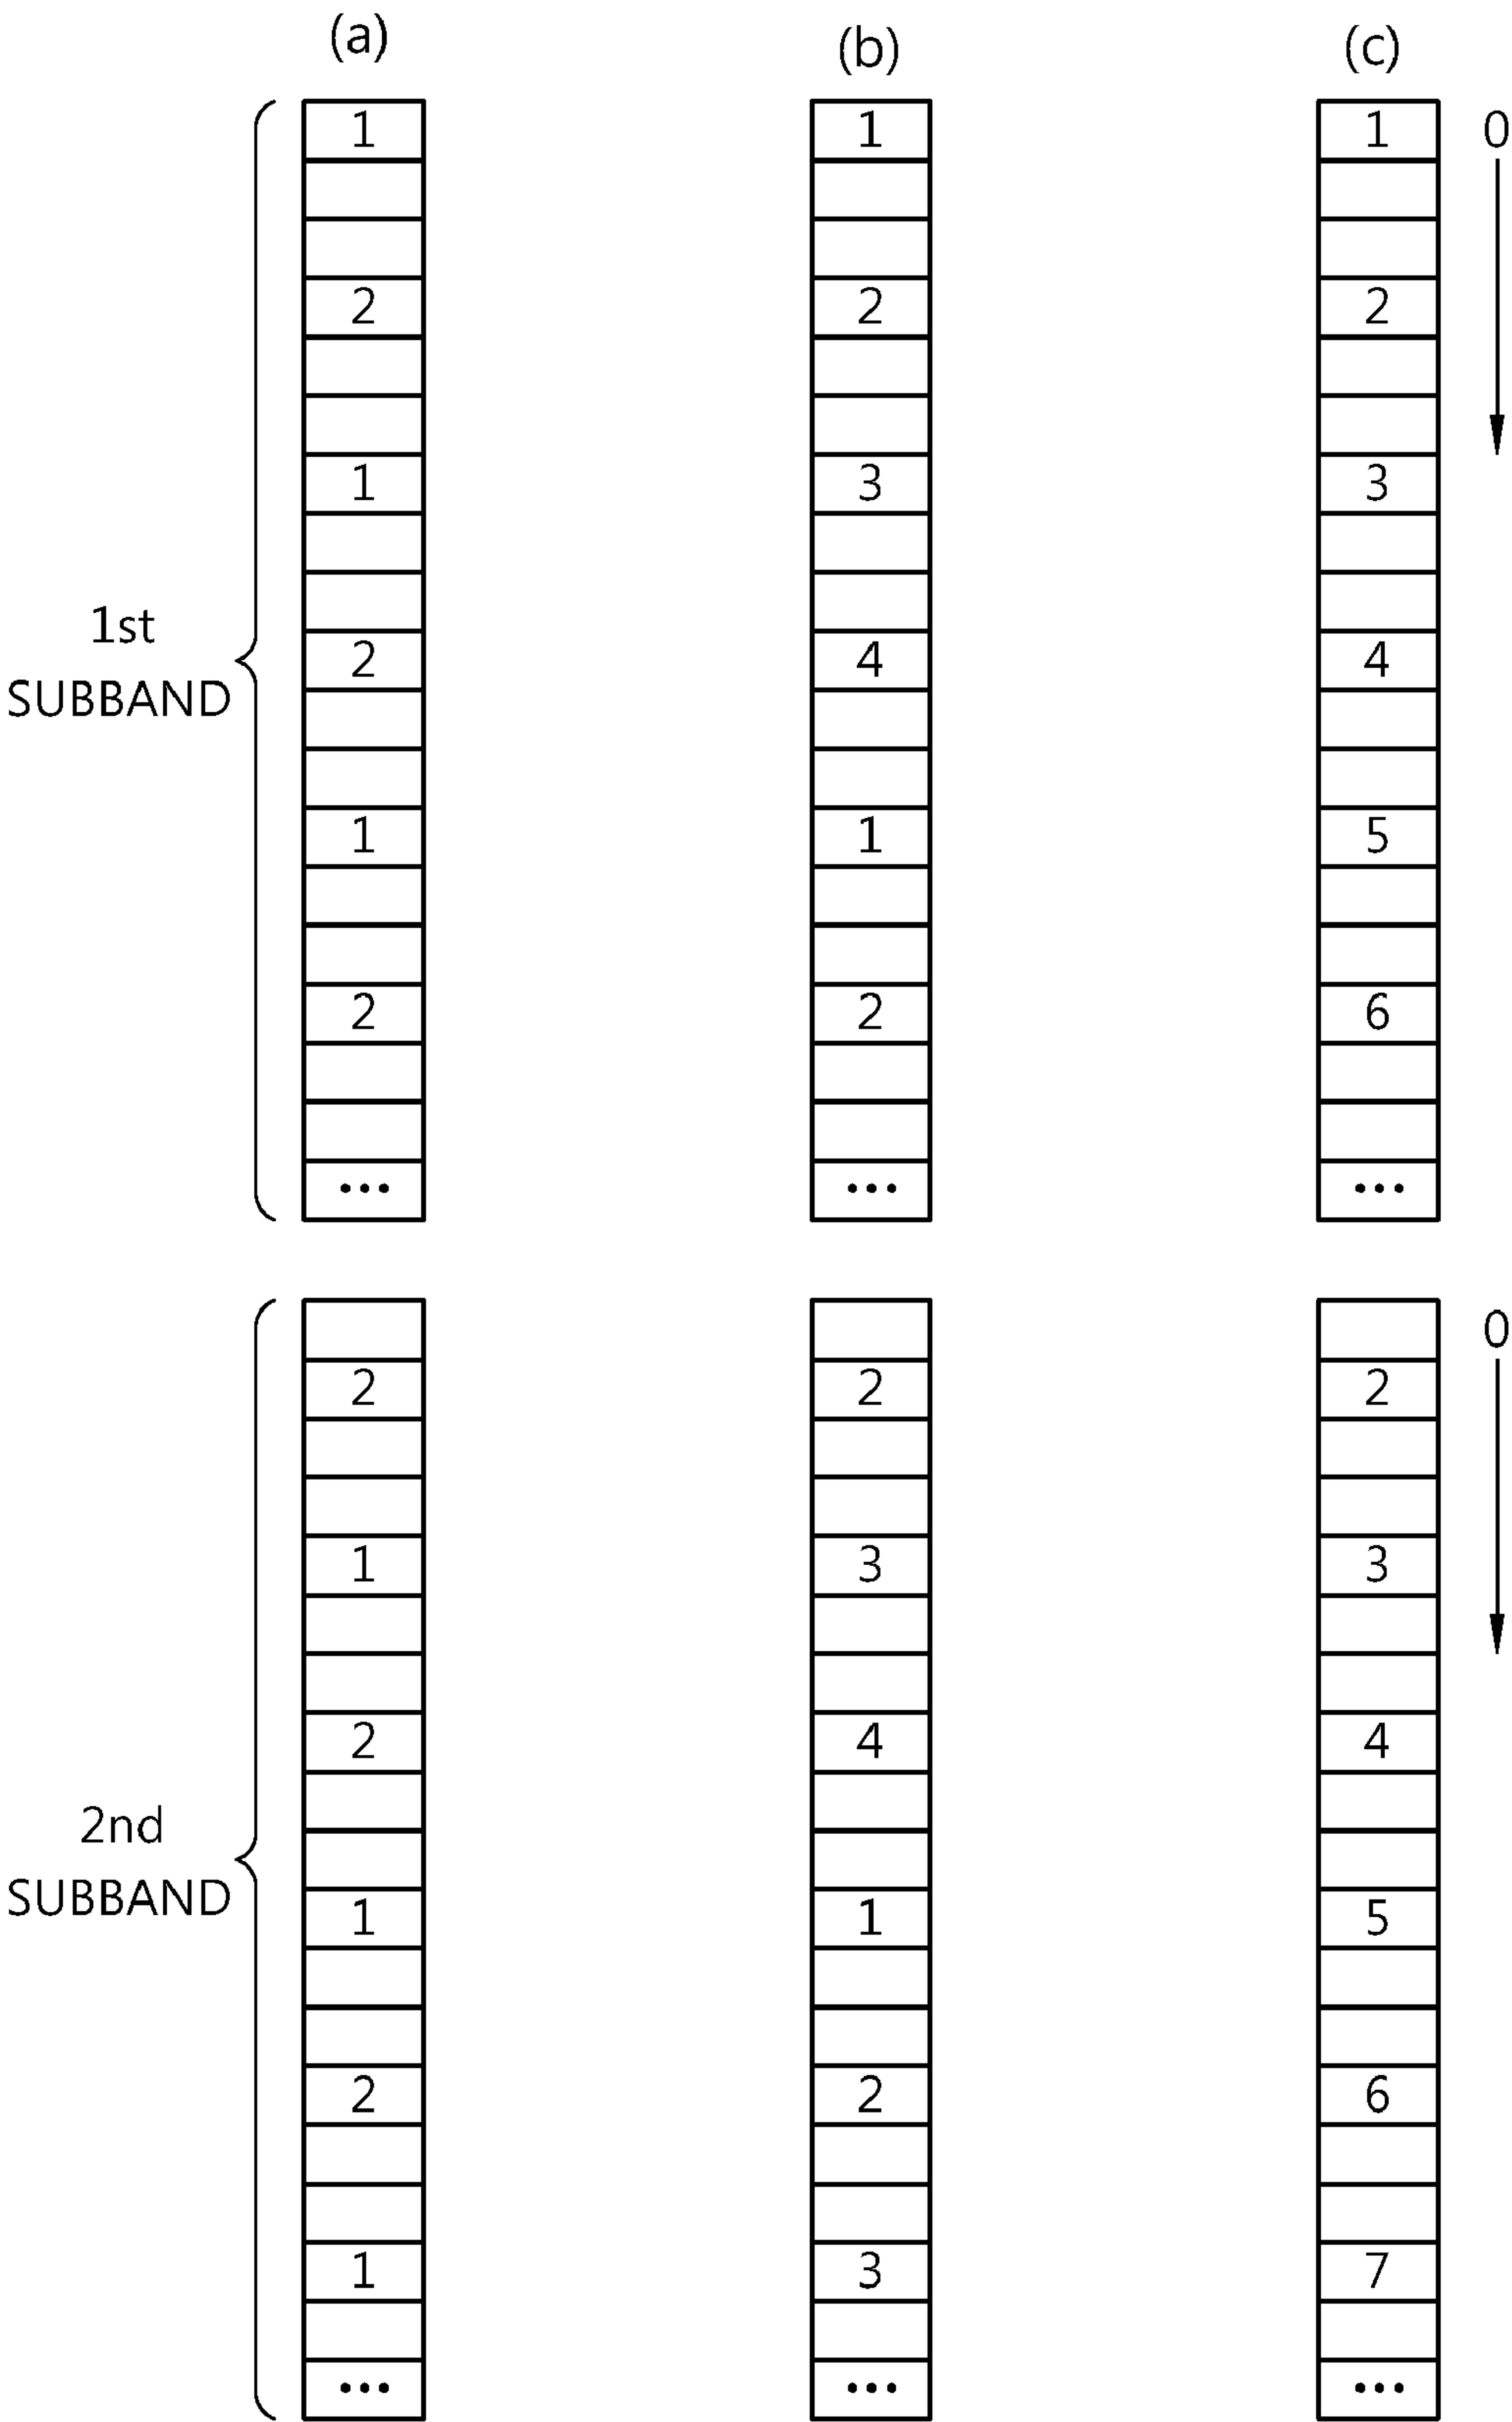 (a) (b) (c)
1 1 1 0
2 2 2
1 3 3
1st
2 4 4
SUBBAND
1 1 5
2 2 6
... ... ...
0
2 2 2
1 3 3
2 4 4
2nd
SUBBAND
1 1 5
2 2 6
1 3 7
... ... ...